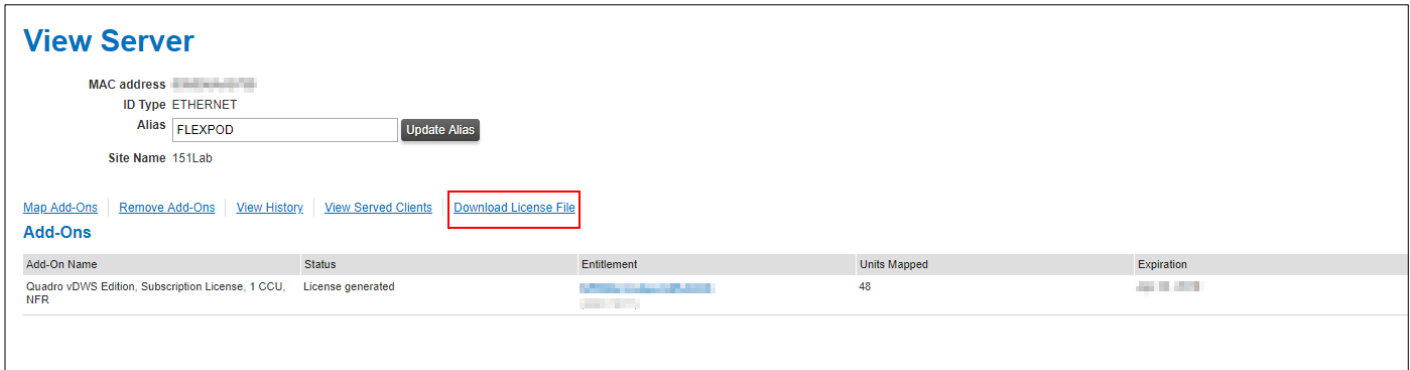 View Server
MAC address
ID Type ETHERNET
Alias FLEXPOD Update Alias
Site Name 151Lab
Map Add-Ons Remove Add-Ons View History View Served Clients Download License File
Add-Ons
Add-On Name Status Entitlement Units Mapped Expiration
Quadro vDWS Edition, Subscription License, 1 CCU, License generated 48
NFR